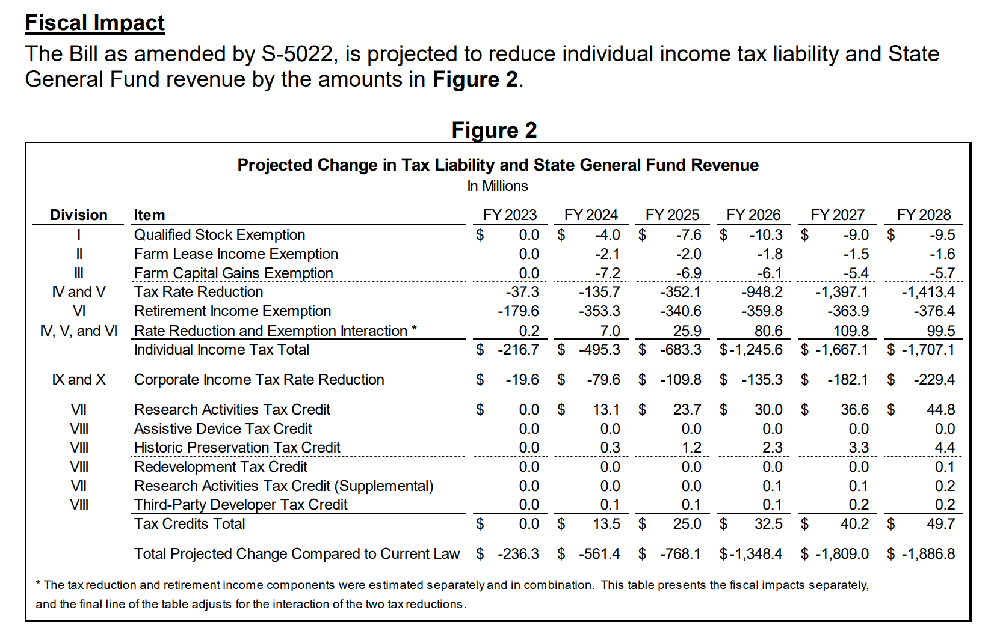 Fiscal Impact
The Bill as amended by S-5022, is projected to reduce individual income tax liability and State
General Fund revenue by the amounts in Figure 2.
Figure 2
Projected Change in Tax Liability and State General Fund Revenue
In Millions
Division Item FY 2023 FY 2024 FY 2025 FY 2026 FY 2027 FY 2028
I Qualified Stock Exemption $ 0.0 $ -4.0 $ -7.6 $ -10.3 $ -9.0 $ -9.5
II Farm Lease Income Exemption 0.0 -2.1 -2.0 -1.8 -1.5 -1.6
III Farm Capital Gains Exemption 0.0 -7.2 -6.9 -6.1 -5.4 -5.7
IV and V Tax Rate Reduction -37.3 -135.7 -352.1 -948.2 -1,397.1 -1,413.4
VI Retirement Income Exemption -179.6 -353.3 -340.6 -359.8 -363.9 -376.4
IV, V, and VI Rate Reduction and Exemption Interaction * 0.2 7.0 25.9 80.6 109.8 99.5
Individual Income Tax Total $ -216.7 $ -495.3 $ -683.3 $ -1,245.6 $ -1,667.1 $ -1,707.1
IX and X Corporate Income Tax Rate Reduction $ -19.6 $ -79.6 $ -109.8 $ -135.3 $ -182.1 $ -229.4
VII Research Activities Tax Credit $ 0.0 $ 13.1 $ 23.7 $ 30.0 $ 36.6 $ 44.8
VIII Assistive Device Tax Credit 0.0 0.0 0.0 0.0 0.0 0.0
VIII Historic Preservation Tax Credit 0.0 0.3 1.2 2.3 3.3 4.4
VIII Redevelopment Tax Credit 0.0 0.0 0.0 0.0 0.0 0.1
VII Research Activities Tax Credit (Supplemental) 0.0 0.0 0.0 0.1 0.1 0.2
VIII Third-Party Developer Tax Credit 0.0 0.1 0.1 0.1 0.2 0.2
Tax Credits Total $ 0.0 $ 13.5 $ 25.0 $ 32.5 $ 40.2 $ 49.7
Total Projected Change Compared to Current Law $ -236.3 $ -561.4 $ -768.1 $ -1,348.4 $ -1,809.0 $ -1,886.8
* The tax reduction and retirement income components were estimated separately and in combination. This table presents the fiscal impacts separately,
and the final line of the table adjusts for the interaction of the two tax reductions.